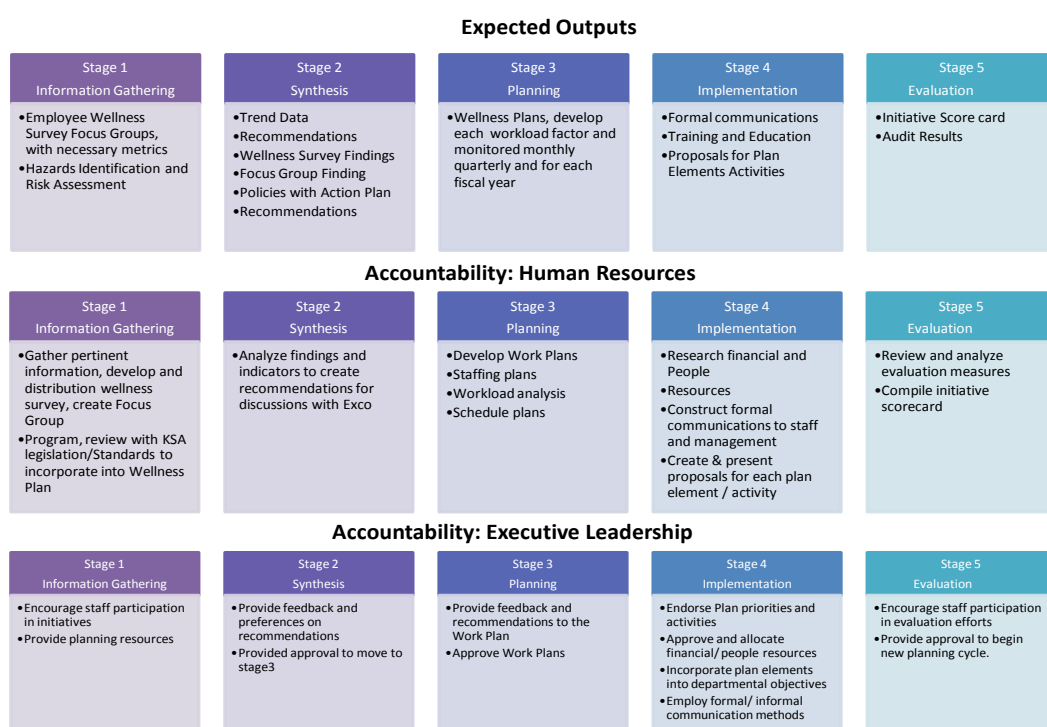 Expected Outputs
Stage 1
Information Gathering
•Employee Wellness
Survey Focus Groups,
with necessary metrics
•Hazards Identification and
Risk Assessment
Stage 2
Synthesis
•Trend Data
•Recommendations
•Wellness Survey Findings
•Focus Group Finding
•Policies with Action Plan
•Recommendations
Stage 3
Planning
•Wellness Plans, develop
each workload factor and
monitored monthly
quarterly and for each
fiscal year
Stage 4
Implementation
•Formal communications
•Training and Education
•Proposals for Plan
Elements Activities
Stage 5
Evaluation
•Initiative Score card
•Audit Results
Accountability: Human Resources
Stage 1
Information Gathering
•Gather pertinent
information, develop and
distribution wellness
survey, create Focus
Group
•Program, review with KSA
legislation/Standards to
incorporate into Wellness
Plan
Stage 2
Synthesis
•Analyze findings and
indicators to create
recommendations for
discussions with Exco
Stage 3
Planning
•Develop Work Plans
•Staffing plans
•Workload analysis
•Schedule plans
Stage 4
Implementation
•Research financial and
People
•Resources
•Construct formal
communications to staff
and management
•Create & present
proposals for each plan
element / activity
Stage 5
Evaluation
•Review and analyze
evaluation measures
•Compile initiative
scorecard
Accountability: Executive Leadership
Stage 1
Information Gathering
•Encourage staff participation
in initiatives
•Provide planning resources
Stage 2
Synthesis
•Provide feedback and
preferences on
recommendations
•Provided approval to move to
stage3
Stage 3
Planning
•Provide feedback and
recommendations to the
Work Plan
•Approve Work Plans
Stage 4
Implementation
•Endorse Plan priorities and
activities
•Approve and allocate
financial/ people resources
•Incorporate plan elements
into departmental objectives
•Employ formal/ informal
communication methods
Stage 5
Evaluation
•Encourage staff participation
in evaluation efforts
•Provide approval to begin
new planning cycle.